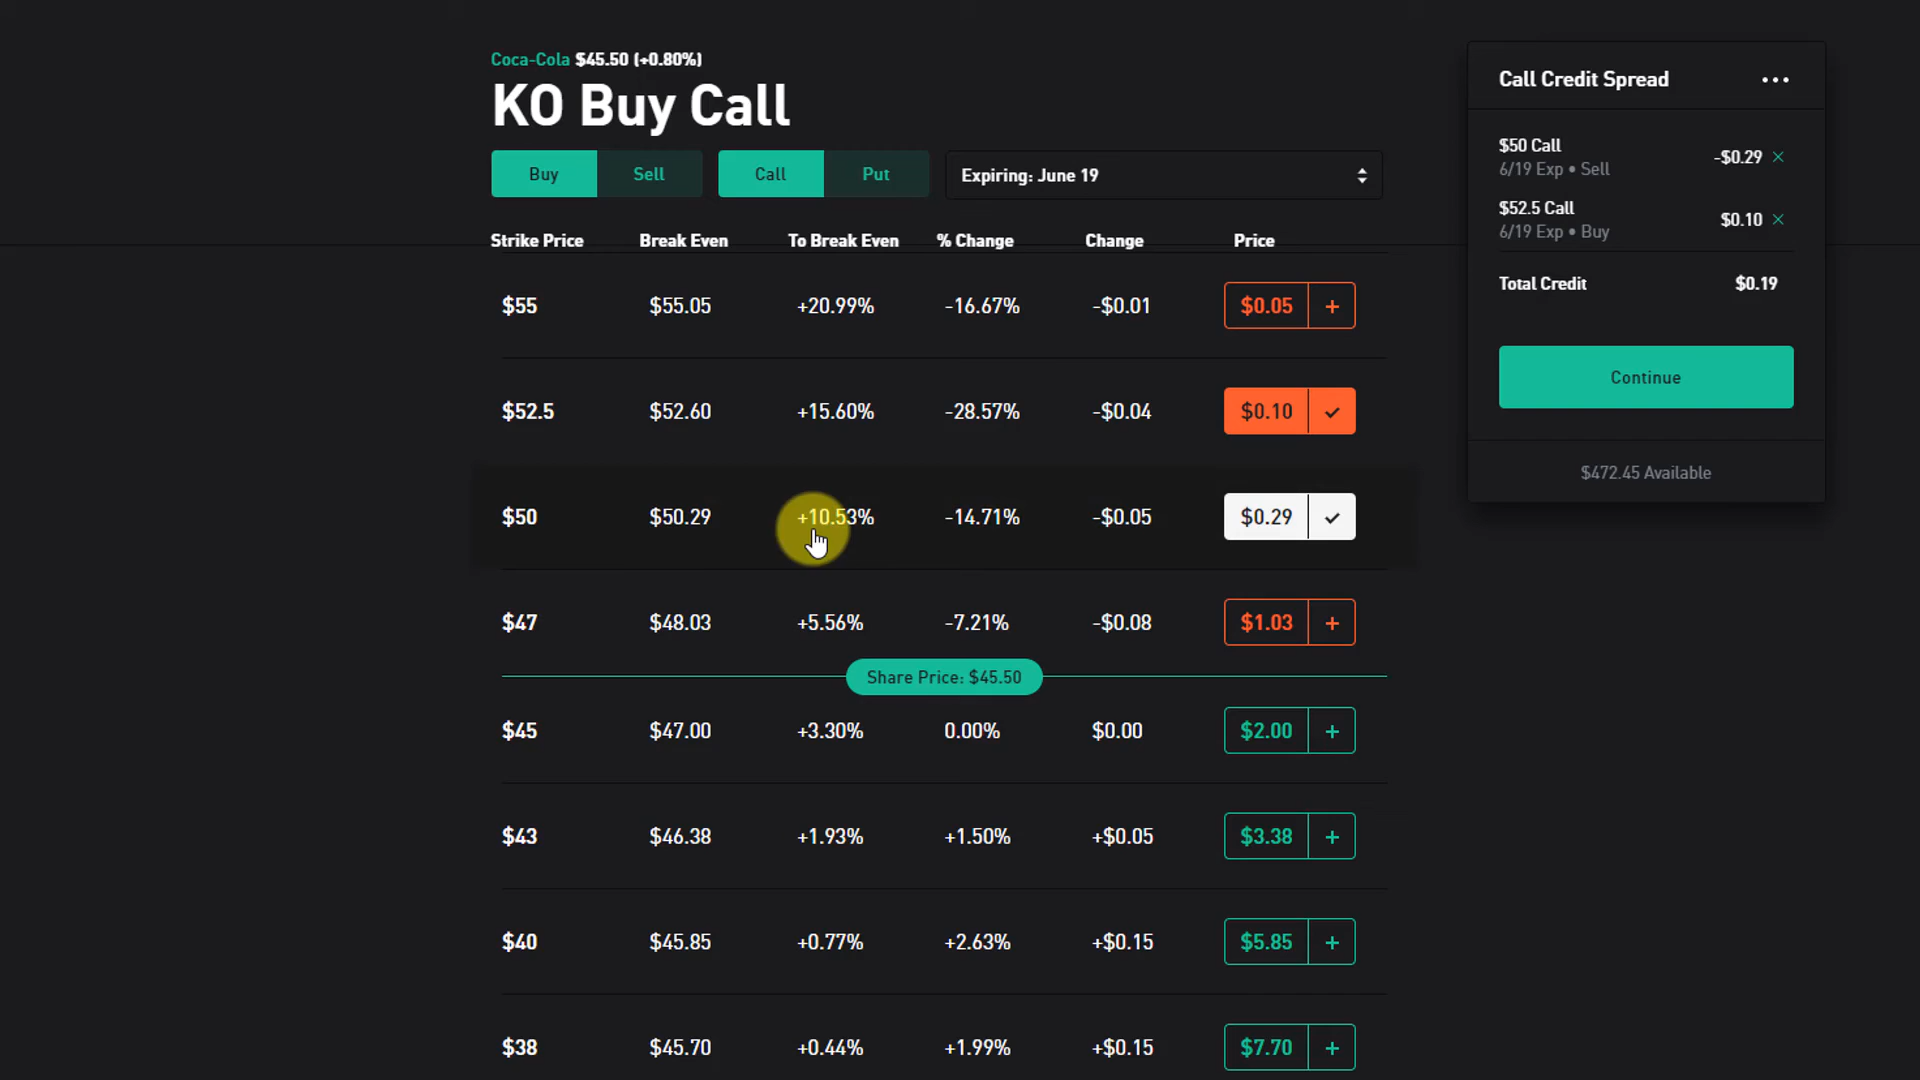 Coca-Cola $45.50 (+0.80%)
KO Buy Call
Buy Sell Call Put Expiring: June 19
Strike Price Break Even To Break Even % Change Change Price
$55 $55.05 +20.99% -16.67% -$0.01 $0.05 +
$52.5 $52.60 +15.60% -28.57% -$0.04 $0.10
$50 $50.29 +10.53% -14.71% -$0.05 $0.29
$47 $48.03 +5.56% -7.21% -$0.08 $1.03 +
Share Price: $45.50
$45 $47.00 +3.30% 0.00% $0.00 $2.00 +
$43 $46.38 +1.93% +1.50% +$0.05 $3.38 +
$40 $45.85 +0.77% +2.63% +$0.15 $5.85 +
$38 $45.70 +0.44% +1.99% +$0.15 $7.70 +
Call Credit Spread
$50 Call -$0.29
6/19 Exp • Sell
$52.5 Call $0.10
6/19 Exp • Buy
Total Credit $0.19
Continue
$472.45 Available